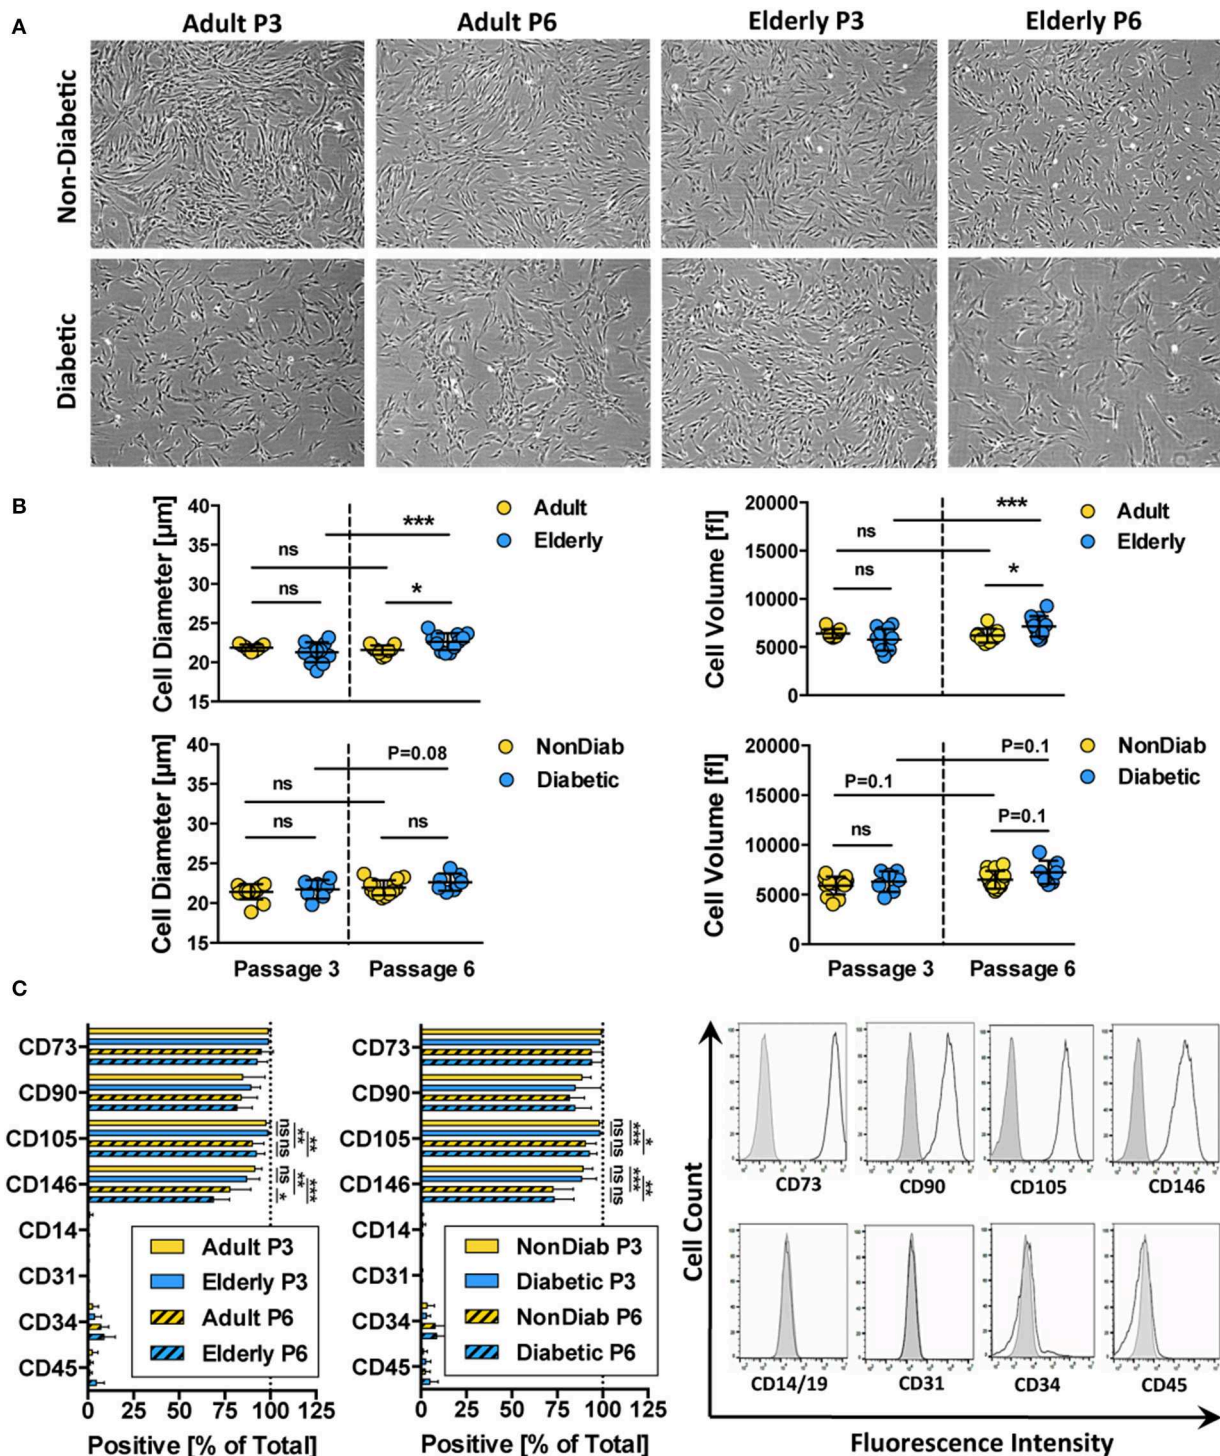 A
Adult P3 Adult P6 Elderly P3 Elderly P6
Non-Diabetic
Diabetic
B
Cell Diameter [µm]
40
35
30
25
20
15
ns
ns
***
*
Adult
Elderly
Cell Volume [fl]
20000
15000
10000
5000
0
ns
ns
***
*
Adult
Elderly
Cell Diameter [µm]
40
35
30
25
20
15
P=0.08
ns
ns
ns
NonDiab
Diabetic
Passage 3 Passage 6
Cell Volume [fl]
20000
15000
10000
5000
0
P=0.1
P=0.1
ns
P=0.1
NonDiab
Diabetic
Passage 3 Passage 6
C
CD73
CD90
CD105
CD146
CD14
CD31
CD34
CD45
ns ns
**
**
ns *
**
***
Adult P3
Elderly P3
Adult P6
Elderly P6
0 25 50 75 100 125
Positive [% of Total]
CD73
CD90
CD105
CD146
CD14
CD31
CD34
CD45
ns ns
***
*
ns ns
***
**
NonDiab P3
Diabetic P3
NonDiab P6
Diabetic P6
0 25 50 75 100 125
Positive [% of Total]
Cell Count
CD73 CD90 CD105 CD146
CD14/19 CD31 CD34 CD45
Fluorescence Intensity